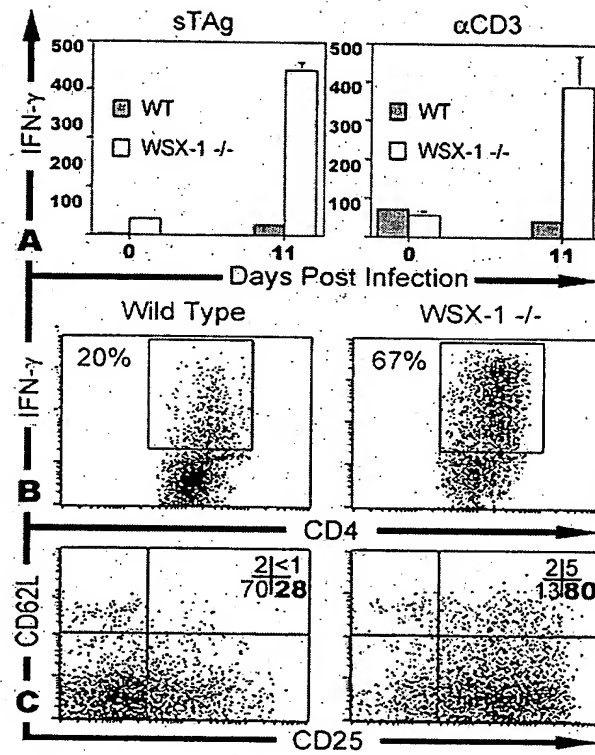 sTAg
αCD3
IFN-γ
500
400
300
200
100
WT
WSX-1 -/-
0
11
500
400
300
200
100
WT
WSX-1 -/-
0
11
A
Days Post Infection
Wild Type
WSX-1 -/-
IFN-γ
20%
67%
B
CD4
CD62L
2|<1
70|28
2|5
13|80
C
CD25